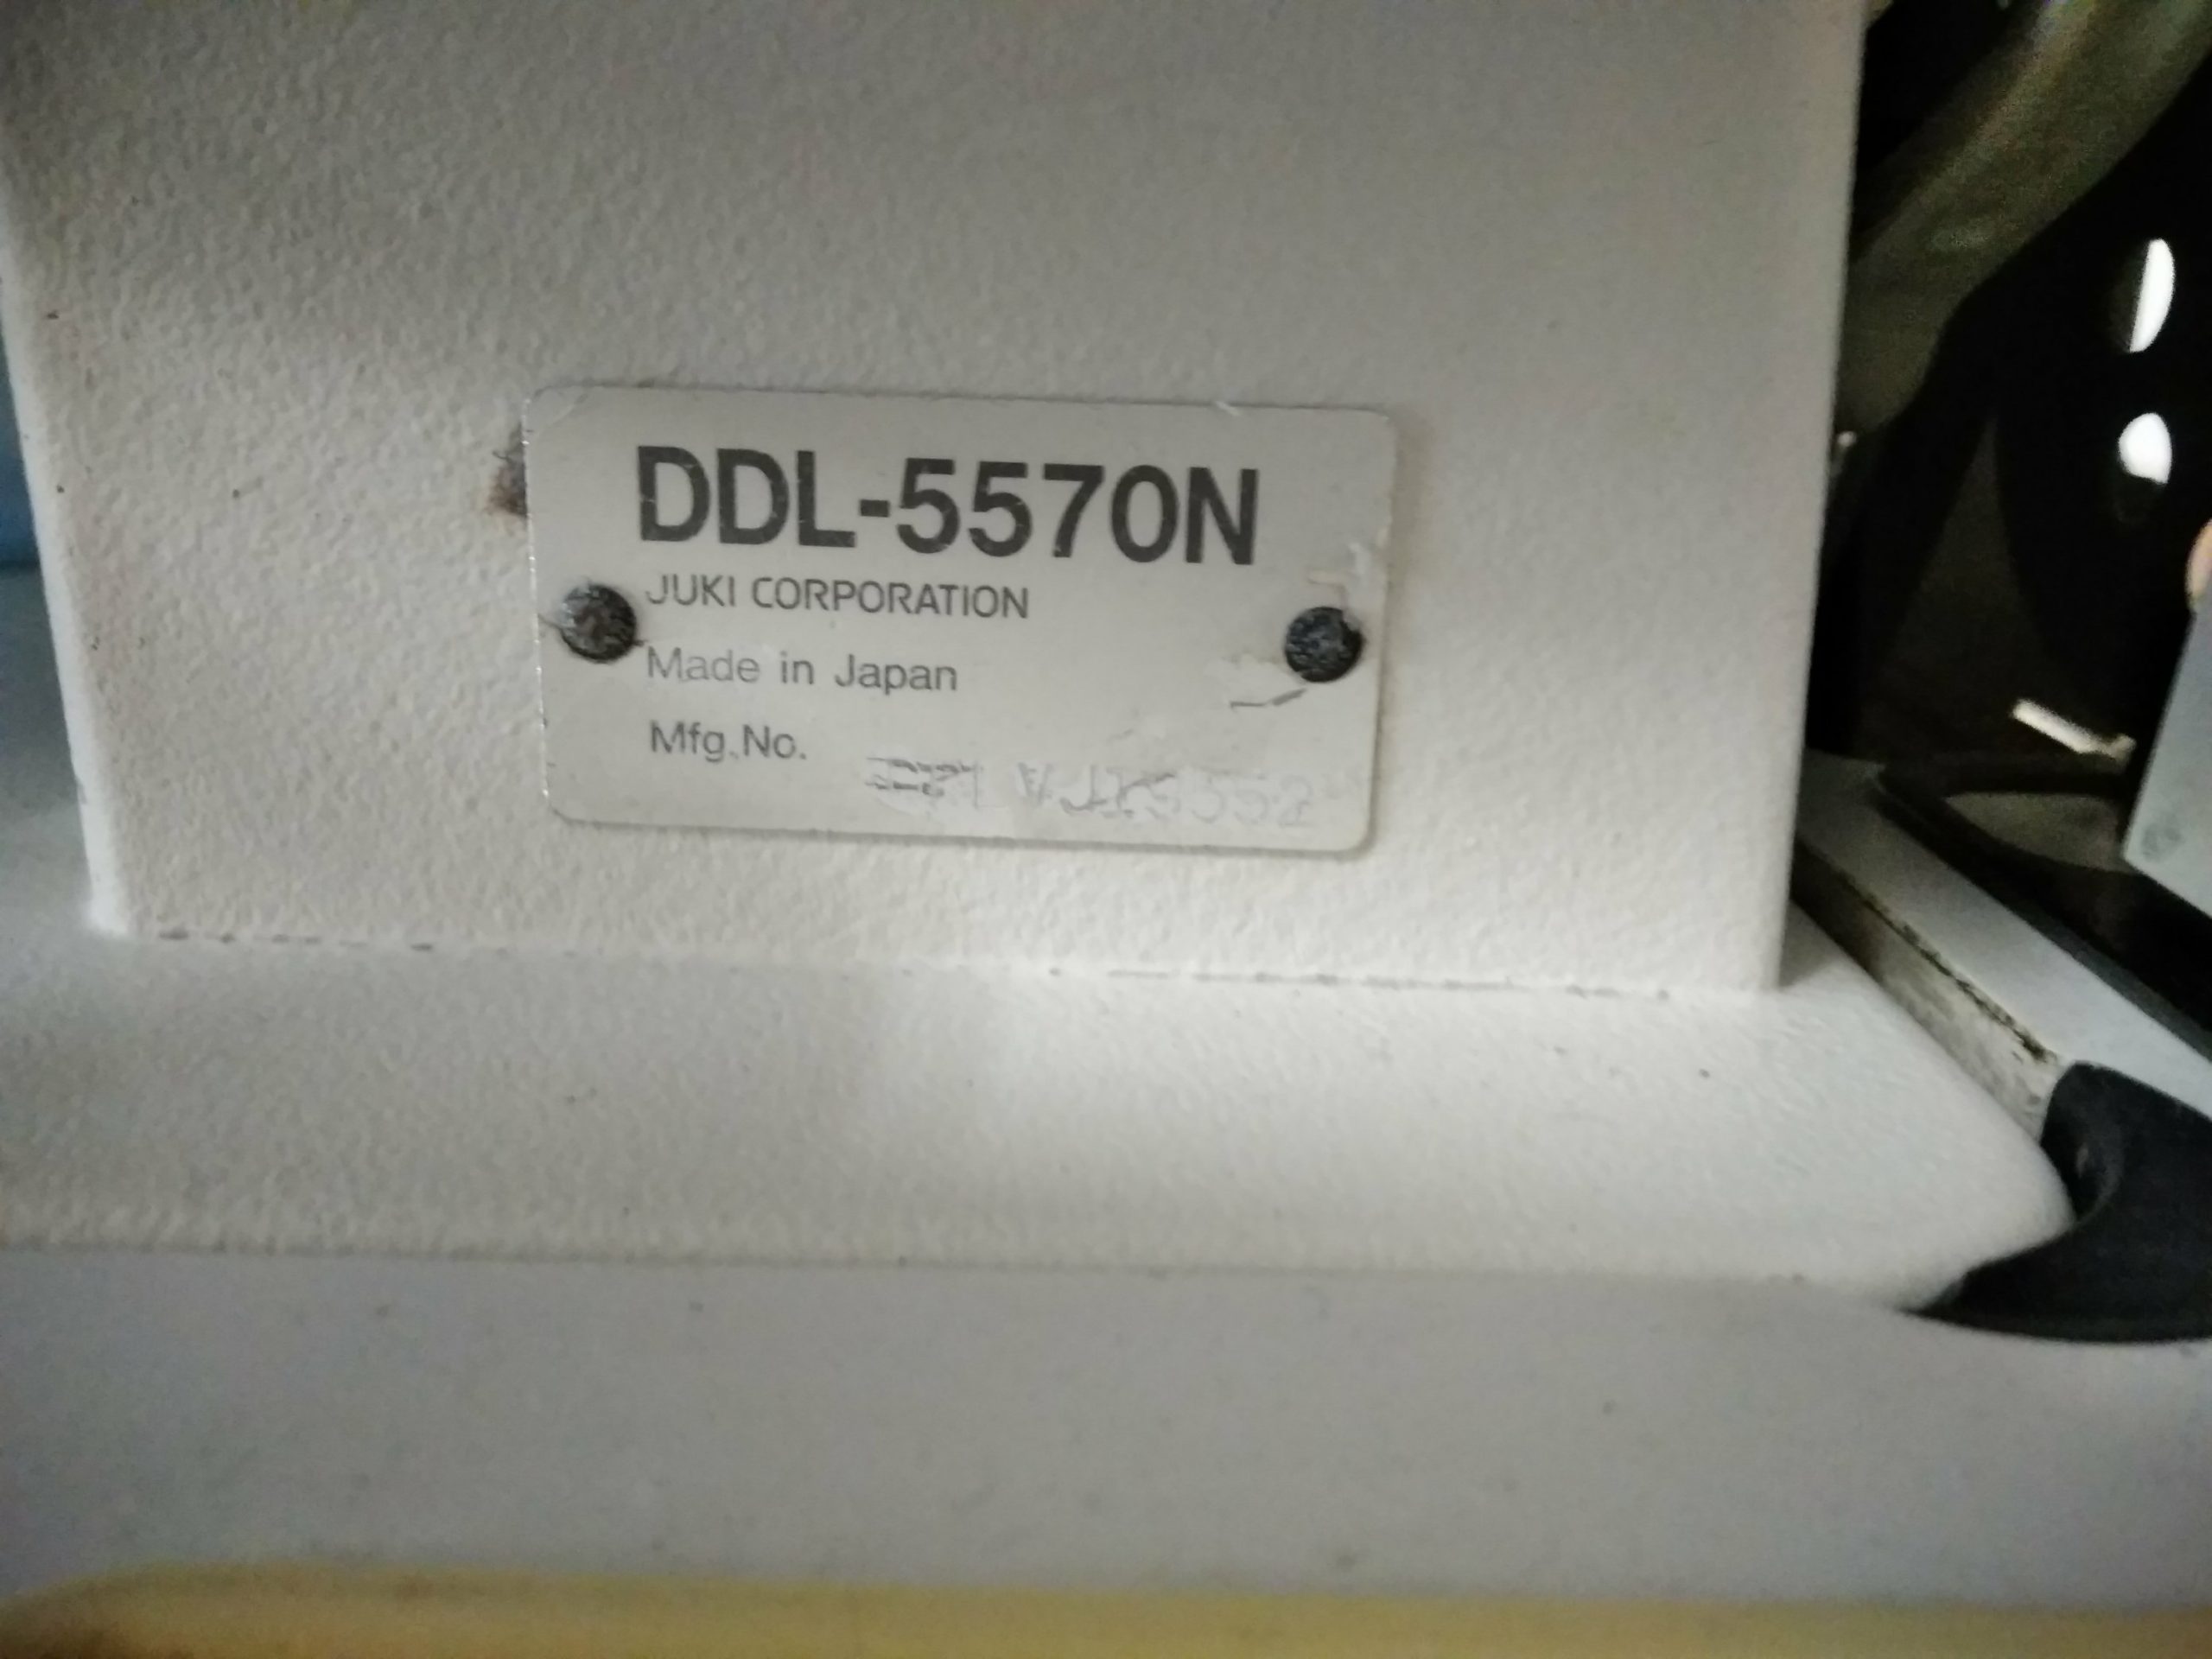 DDL-5570N
JUKI CORPORATION
Made in Japan
Mfg.No.